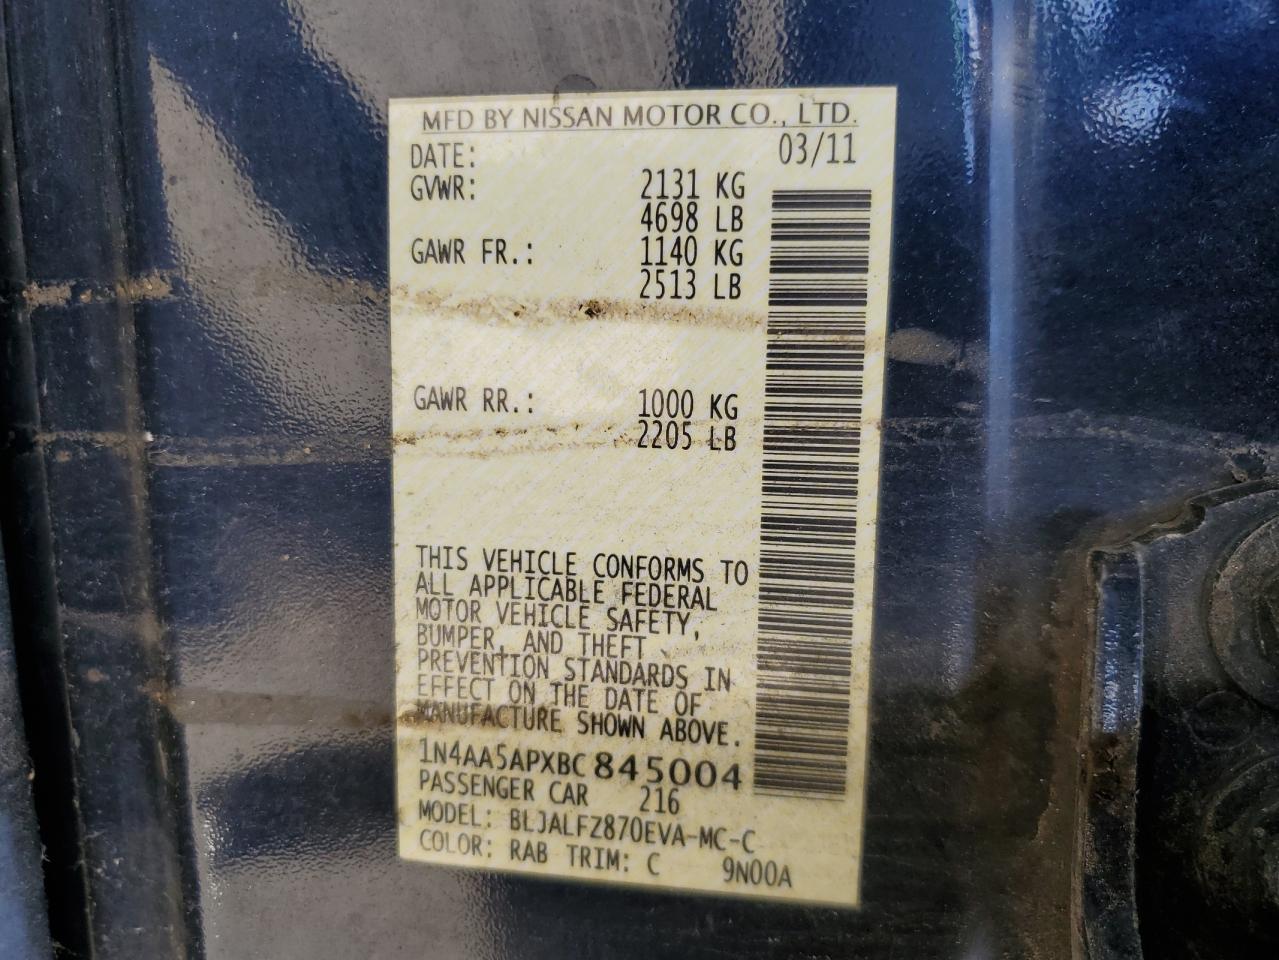 MFD BY NISSAN MOTOR CO., LTD.
DATE: 03/11
GVWR: 2131 KG
4698 LB
GAWR FR.: 1140 KG
2513 LB
GAWR RR.: 1000 KG
2205 LB
THIS VEHICLE CONFORMS TO
ALL APPLICABLE FEDERAL
MOTOR VEHICLE SAFETY,
BUMPER, AND THEFT
PREVENTION STANDARDS IN
EFFECT ON THE DATE OF
MANUFACTURE SHOWN ABOVE.
1N4AA5APXBC845004
PASSENGER CAR 216
MODEL: BLJALFZ870EVA-MC-C
COLOR: RAB TRIM: C 9N00A